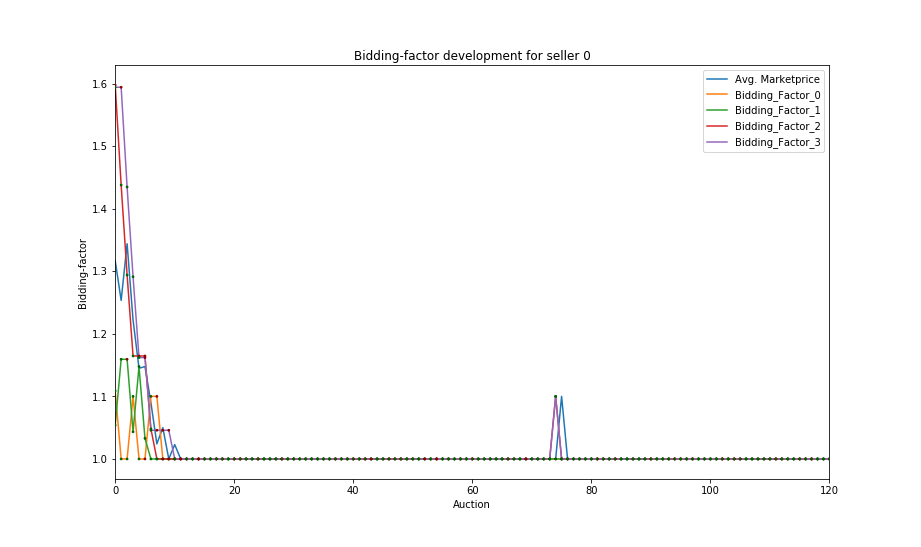 Bidding-factor development for seller 0
Avg. Marketprice
Bidding_Factor_0
Bidding_Factor_1
Bidding_Factor_2
Bidding_Factor_3
1.6
1.5
1.4
1.3
1.2
1.1
1.0
Bidding-factor
0 20 40 60 80 100 120
Auction